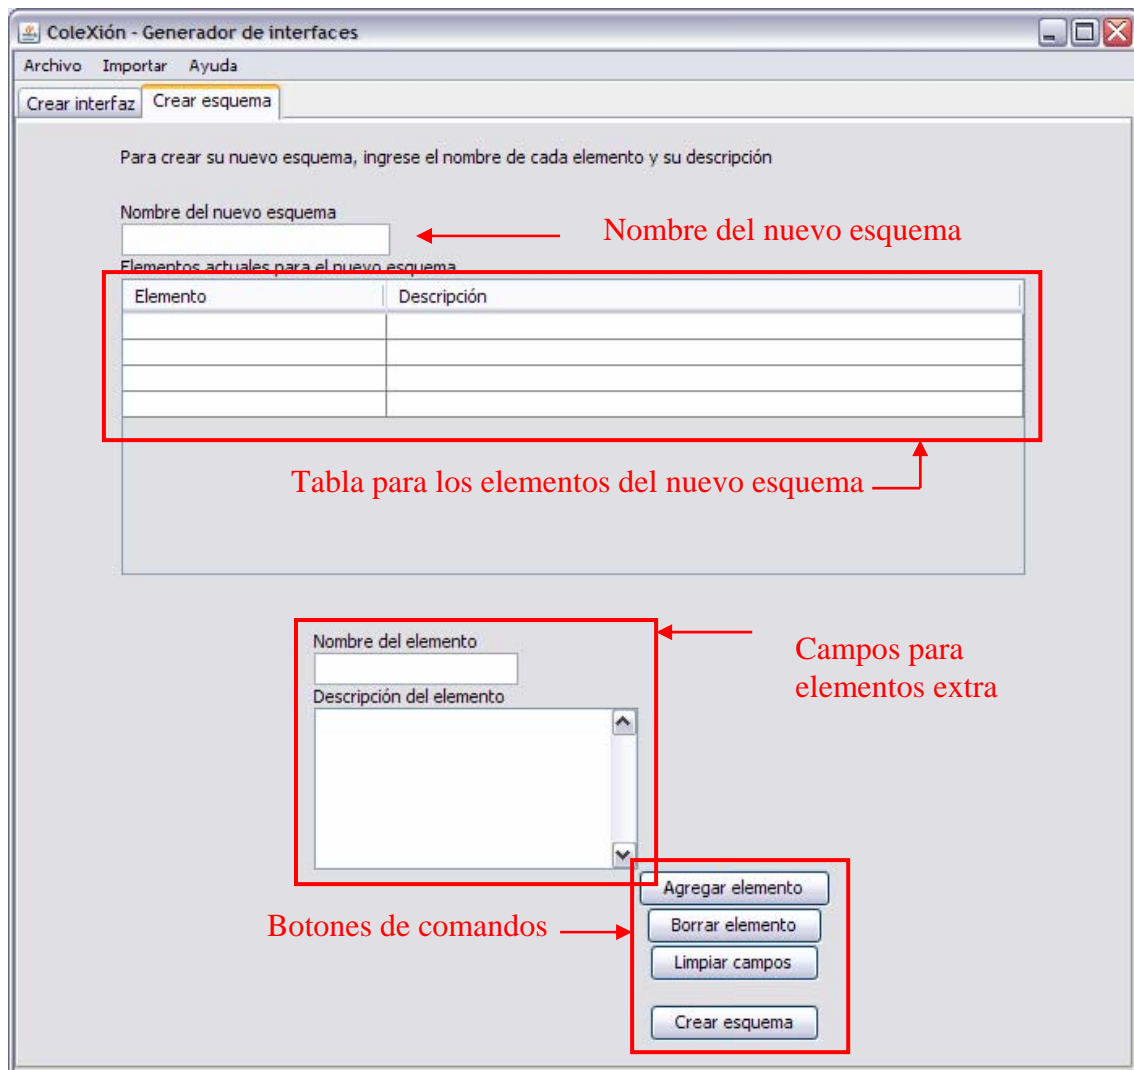 ColeXión - Generador de interfaces
Archivo Importar Ayuda
Crear interfaz Crear esquema
Para crear su nuevo esquema, ingrese el nombre de cada elemento y su descripción
Nombre del nuevo esquema
Nombre del nuevo esquema
Elementos actuales para el nuevo esquema
Elemento Descripción
Tabla para los elementos del nuevo esquema
Nombre del elemento
Campos para
elementos extra
Descripción del elemento
Agregar elemento
Botones de comandos
Borrar elemento
Limpiar campos
Crear esquema